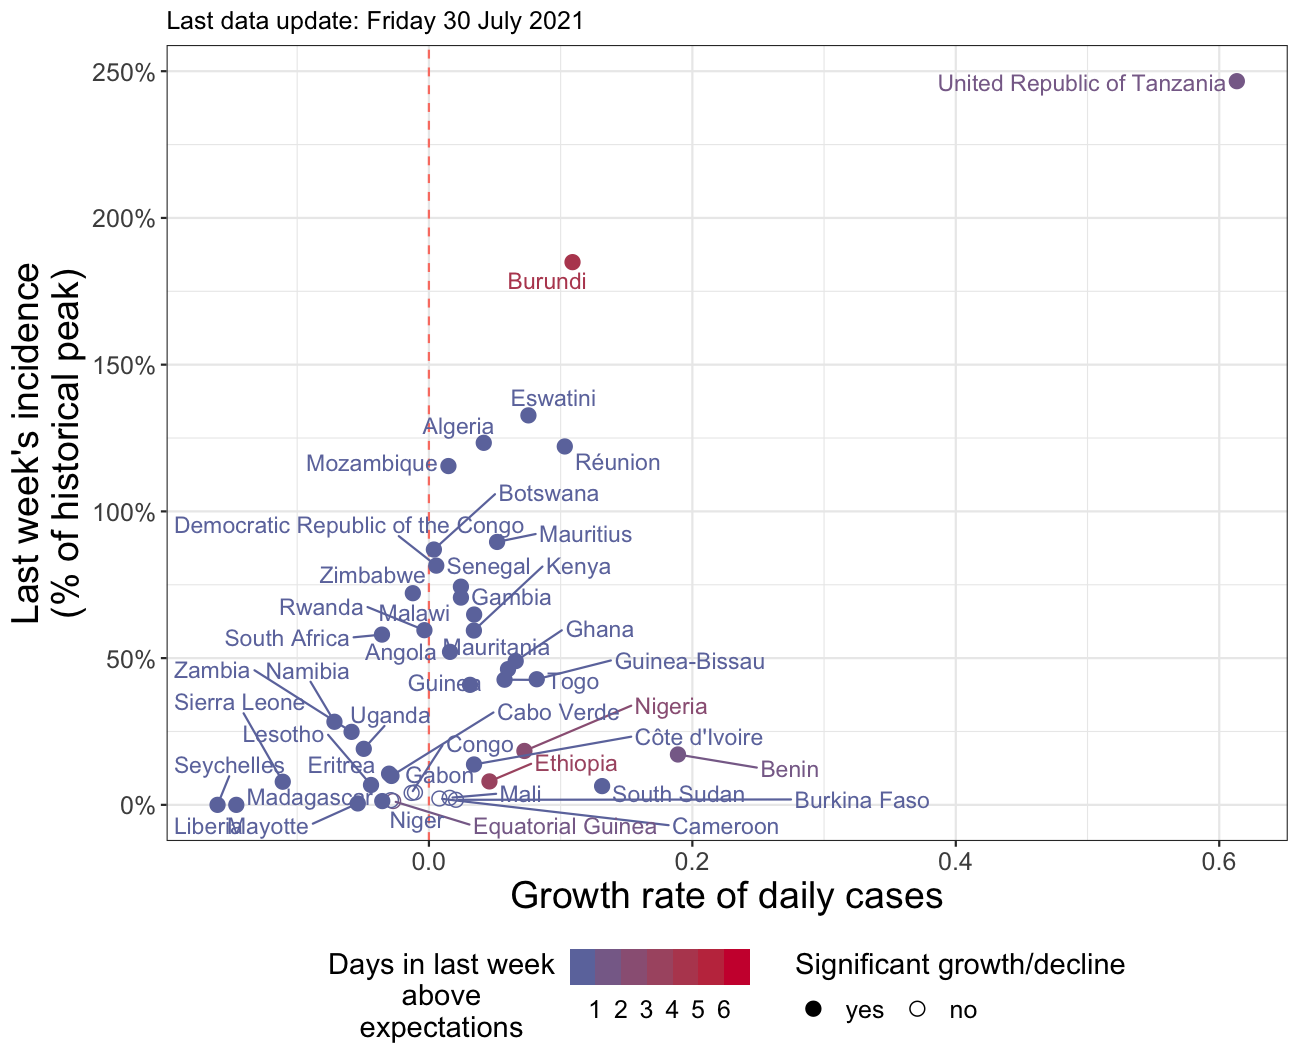 Last data update: Friday 30 July 2021
250%
United Republic of Tanzania
200%
Burundi
150%
Eswatini
Algeria
Mozambique
Réunion
Botswana
100%
Democratic Republic of the Congo
Mauritius
Senegal
Kenya
Zimbabwe
Gambia
Rwanda
Malawi
South Africa
Ghana
Angola
Mauritania
50%
Guinea-Bissau
Zambia
Namibia
Guinea
Togo
Sierra Leone
Uganda
Cabo Verde
Nigeria
Lesotho
Congo
Côte d'Ivoire
Seychelles
Eritrea
Gabon
Ethiopia
Benin
Madagascar
Mali
South Sudan
Burkina Faso
0%
Liberia
Mayotte
Niger
Equatorial Guinea
Cameroon
0.0
0.2
0.4
0.6
Last week's incidence
(% of historical peak)
Growth rate of daily cases
Days in last week
above
expectations
1 2 3 4 5 6
Significant growth/decline
yes
no